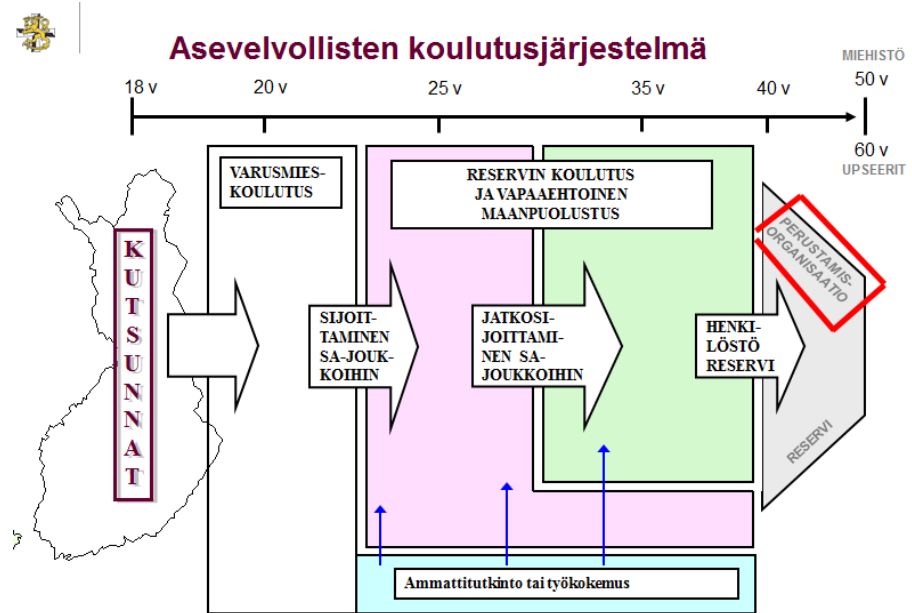 Asevelvollisten koulutusjärjestelmä
MIEHISTÖ
18 v
20 v
25 v
35 v
40 v
50 v
60 v
UPSEERIT
VARUSMIES-
KOULUTUS
RESERVIN KOULUTUS
JA VAPAAEHTOINEN
MAANPUOLUSTUS
KUTSUNNAT
SIJOIT-
TAMINEN
SA-JOUK-
KOIHIN
JATKOSI-
JOITTAMI-
NEN SA-
JOUKKOIHIN
HENKI-
LÖSTÖ
RESERVI
PERUSTAMIS-
ORGANISAATIO
RESERVI
Ammattitutkinto tai työkokemus